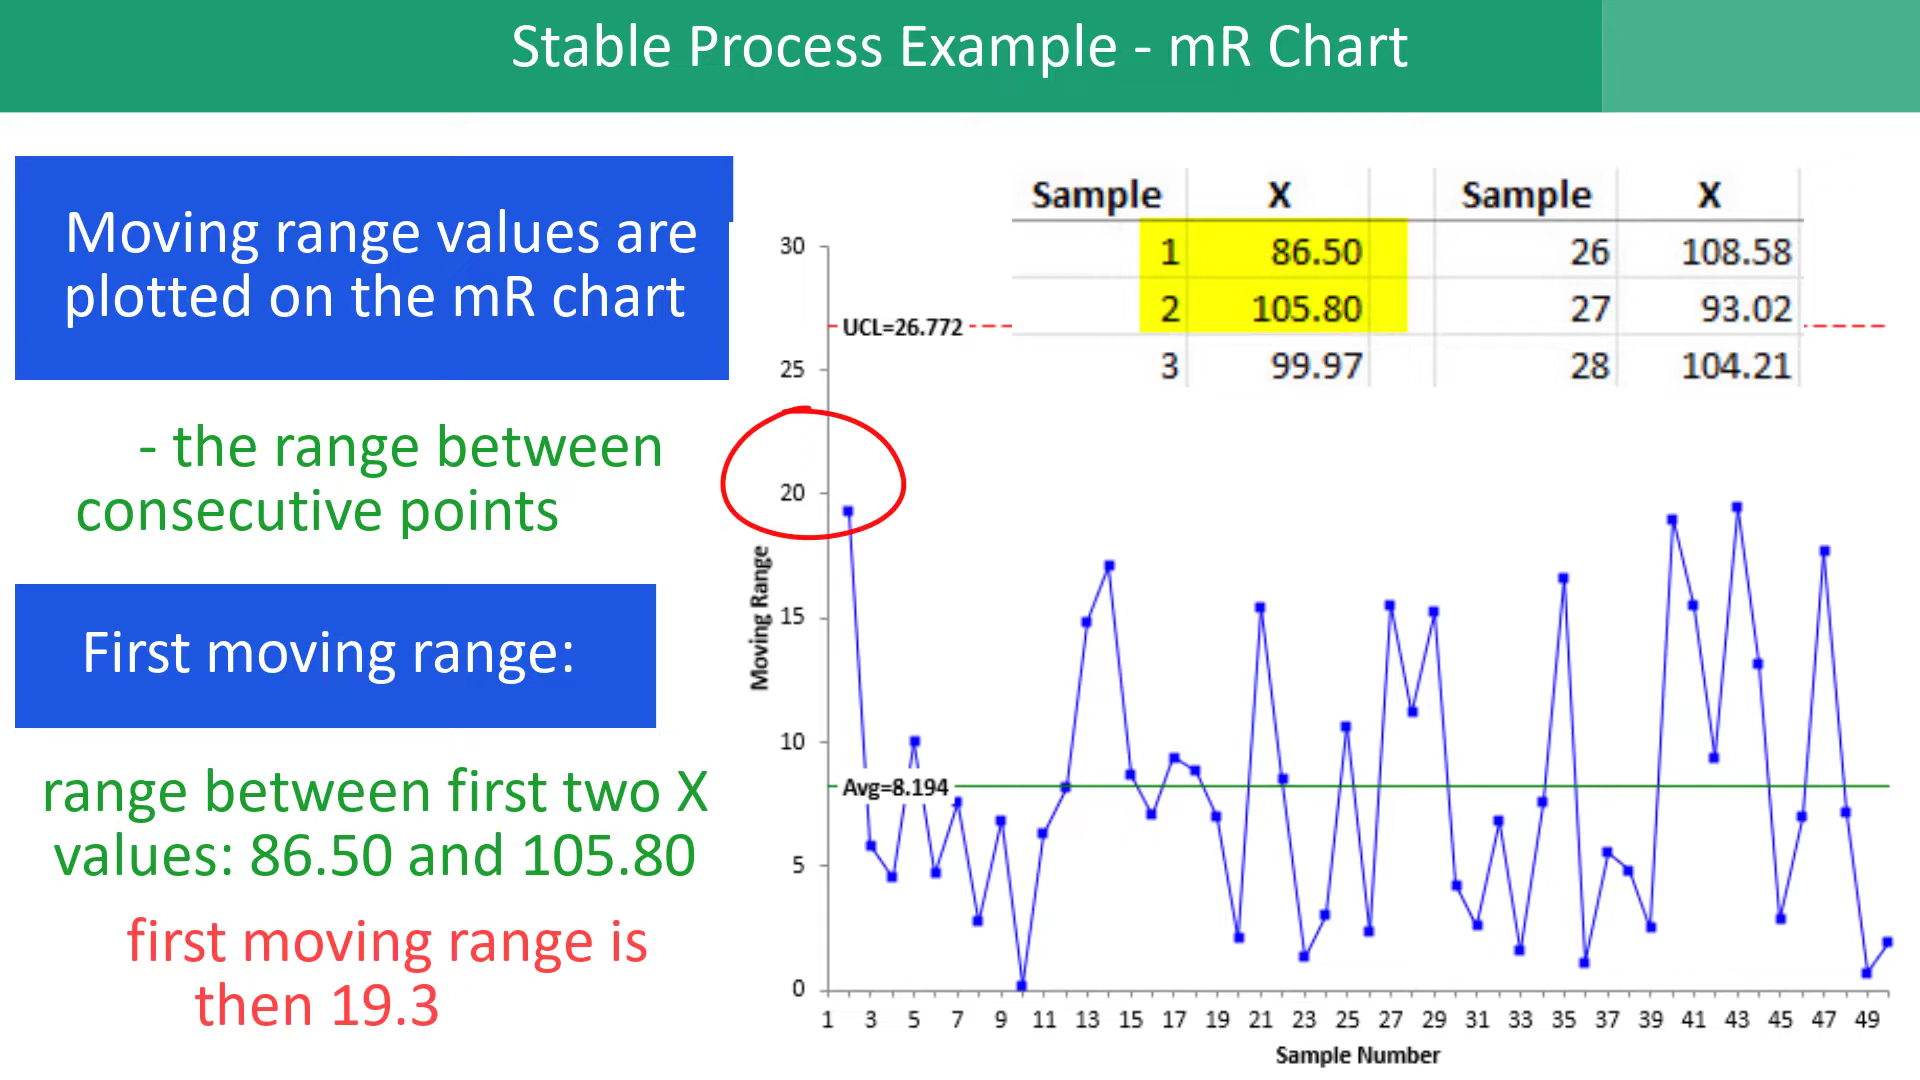 Stable Process Example - mR Chart
Moving range values are
plotted on the mR chart
- the range between
consecutive points
First moving range:
range between first two X
values: 86.50 and 105.80
first moving range is
then 19.3
Sample X Sample X
1 86.50 26 108.58
2 105.80 27 93.02
3 99.97 28 104.21
30
UCL=26.772
25
20
15
10
Avg=8.194
5
0
Moving Range
1 3 5 7 9 11 13 15 17 19 21 23 25 27 29 31 33 35 37 39 41 43 45 47 49
Sample Number